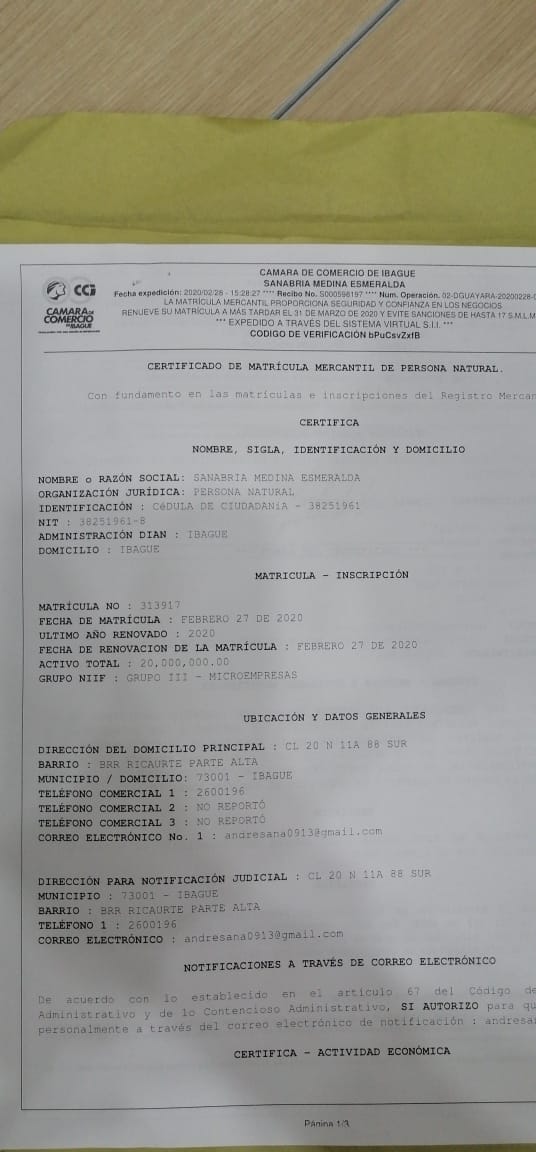 CCi
CAMARA DE
COMERCIO
DE IBAGUÉ
CAMARA DE COMERCIO DE IBAGUE
SANABRIA MEDINA ESMERALDA
Fecha expedición: 2020/02/28 - 15:28:27 **** Recibo No. S000596197 **** Num. Operación. 02-DGUAYARA-20200228-0
LA MATRÍCULA MERCANTIL PROPORCIONA SEGURIDAD Y CONFIANZA EN LOS NEGOCIOS
RENUEVE SU MATRÍCULA A MÁS TARDAR EL 31 DE MARZO DE 2020 Y EVITE SANCIONES DE HASTA 17 S.M.L.M
*** EXPEDIDO A TRAVÉS DEL SISTEMA VIRTUAL S.I.I. ***
CODIGO DE VERIFICACIÓN bPuCsvZxfB
CERTIFICADO DE MATRÍCULA MERCANTIL DE PERSONA NATURAL.
Con fundamento en las matrículas e inscripciones del Registro Mercan
CERTIFICA
NOMBRE, SIGLA, IDENTIFICACIÓN Y DOMICILIO
NOMBRE o RAZÓN SOCIAL: SANABRIA MEDINA ESMERALDA
ORGANIZACIÓN JURÍDICA: PERSONA NATURAL
IDENTIFICACIÓN : CéDULA DE CIUDADANíA - 38251961
NIT : 38251961-8
ADMINISTRACIÓN DIAN : IBAGUE
DOMICILIO : IBAGUE
MATRICULA - INSCRIPCIÓN
MATRÍCULA NO : 313917
FECHA DE MATRÍCULA : FEBRERO 27 DE 2020
ULTIMO AÑO RENOVADO : 2020
FECHA DE RENOVACION DE LA MATRÍCULA : FEBRERO 27 DE 2020
ACTIVO TOTAL : 20,000,000.00
GRUPO NIIF : GRUPO III - MICROEMPRESAS
UBICACIÓN Y DATOS GENERALES
DIRECCIÓN DEL DOMICILIO PRINCIPAL : CL 20 N 11A 88 SUR
BARRIO : BRR RICAURTE PARTE ALTA
MUNICIPIO / DOMICILIO: 73001 - IBAGUE
TELÉFONO COMERCIAL 1 : 2600196
TELÉFONO COMERCIAL 2 : NO REPORTÓ
TELÉFONO COMERCIAL 3 : NO REPORTÓ
CORREO ELECTRÓNICO No. 1 : andresana0913@gmail.com
DIRECCIÓN PARA NOTIFICACIÓN JUDICIAL : CL 20 N 11A 88 SUR
MUNICIPIO : 73001 - IBAGUE
BARRIO : BRR RICAURTE PARTE ALTA
TELÉFONO 1 : 2600196
CORREO ELECTRÓNICO : andresana0913@gmail.com
NOTIFICACIONES A TRAVÉS DE CORREO ELECTRÓNICO
De acuerdo con lo establecido en el artículo 67 del Código de
Administrativo y de lo Contencioso Administrativo, SI AUTORIZO para qu
personalmente a través del correo electrónico de notificación : andresan
CERTIFICA - ACTIVIDAD ECONÓMICA
Página 1/3